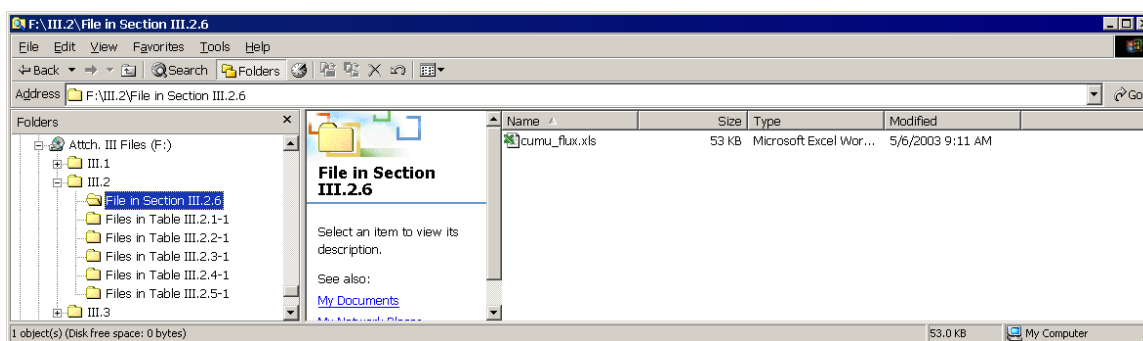 F:\III.2\File in Section III.2.6
File Edit View Favorites Tools Help
Back Search Folders
Address F:\III.2\File in Section III.2.6 Go
Folders
Attch. III Files (F:)
III.1
III.2
File in Section III.2.6
Files in Table III.2.1-1
Files in Table III.2.2-1
Files in Table III.2.3-1
Files in Table III.2.4-1
Files in Table III.2.5-1
III.3
File in Section
III.2.6
Select an item to view its
description.
See also:
My Documents
My Network Places
Name Size Type Modified
cumu_flux.xls 53 KB Microsoft Excel Wor... 5/6/2003 9:11 AM
1 object(s) (Disk free space: 0 bytes) 53.0 KB My Computer